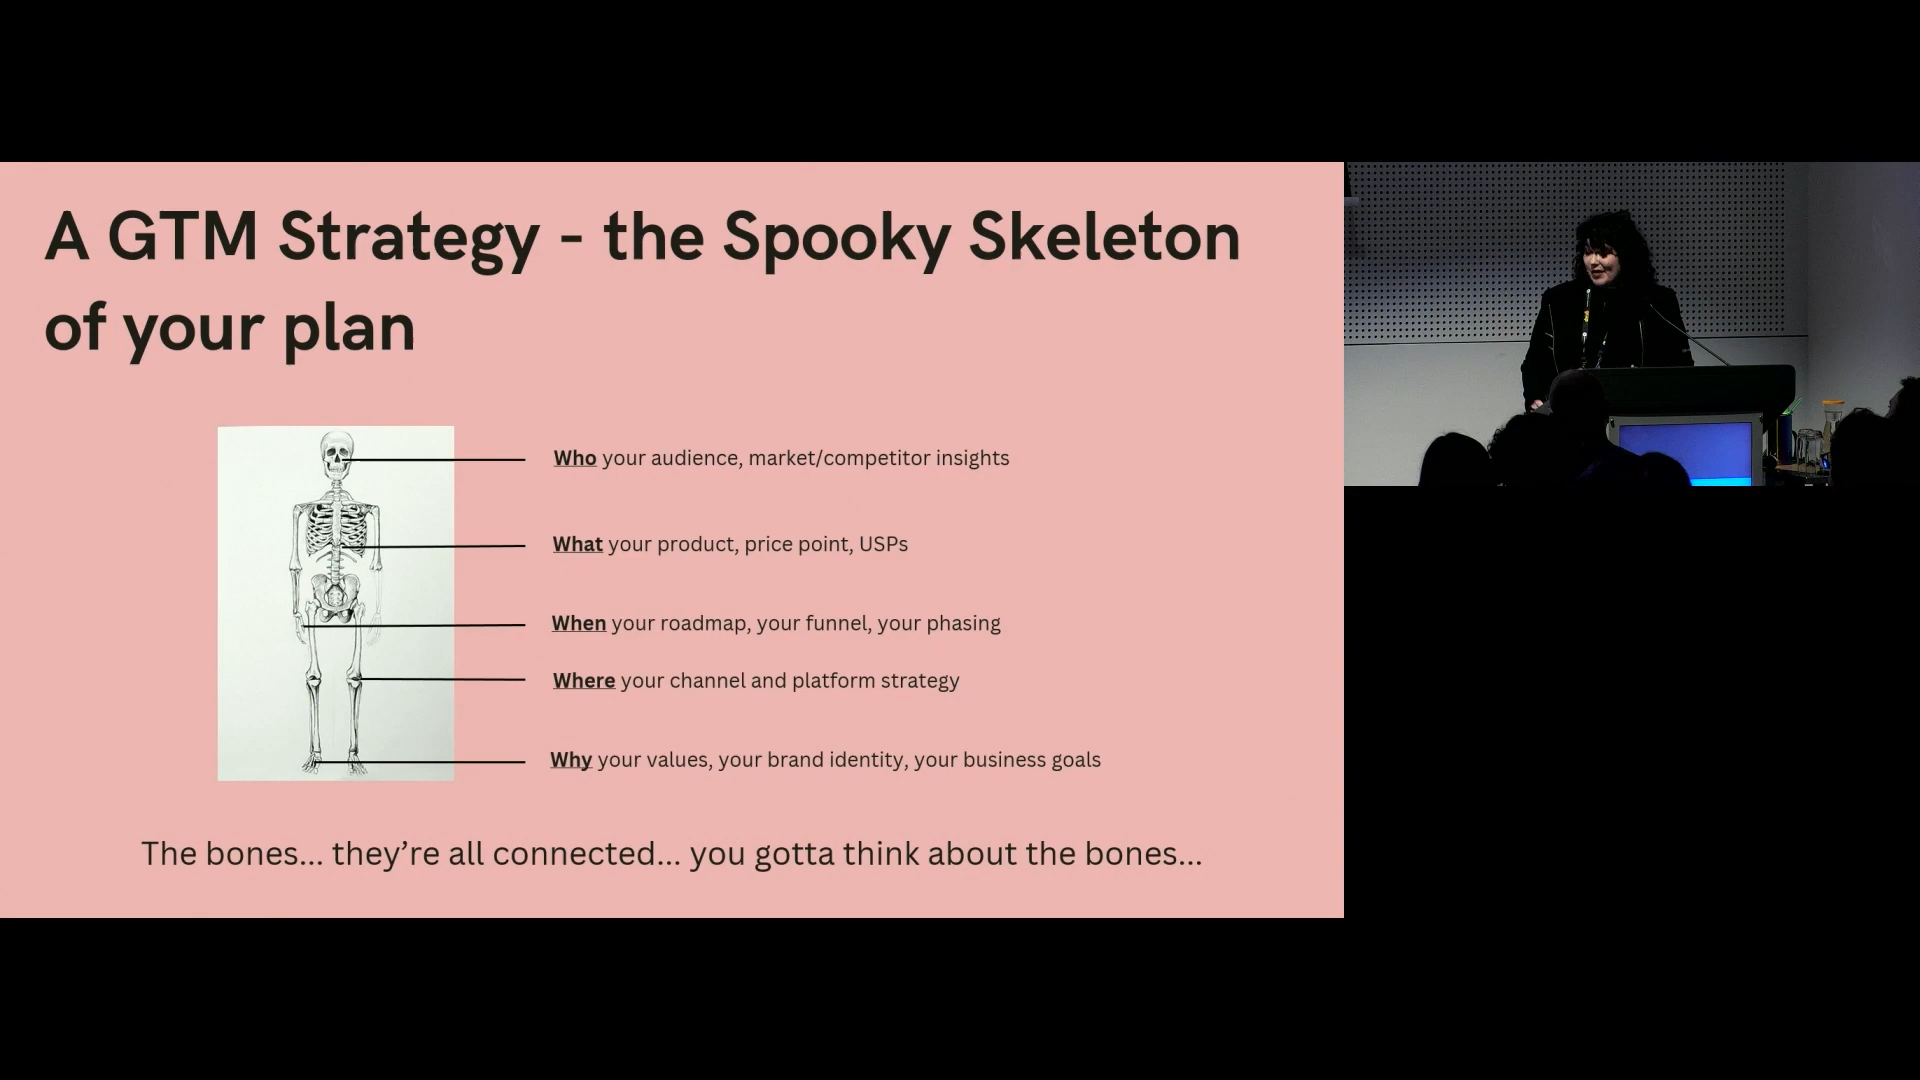 A GTM Strategy - the Spooky Skeleton
of your plan
Who your audience, market/competitor insights
What your product, price point, USPs
When your roadmap, your funnel, your phasing
Where your channel and platform strategy
Why your values, your brand identity, your business goals
The bones... they’re all connected... you gotta think about the bones...